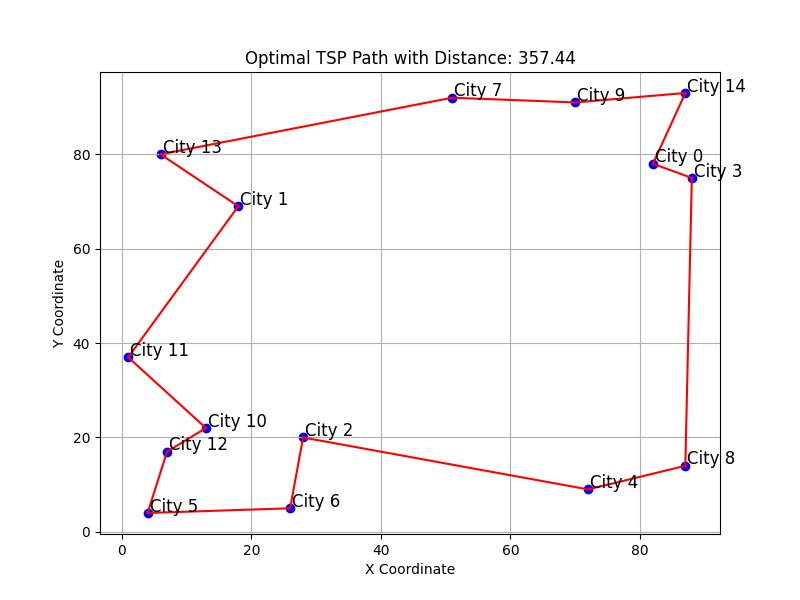 Optimal TSP Path with Distance: 357.44
City 7
City 9
City 14
City 13
City 0
City 3
City 1
City 11
City 10
City 2
City 12
City 8
City 4
City 5
City 6
80
60
40
20
0
0 20 40 60 80
Y Coordinate
X Coordinate